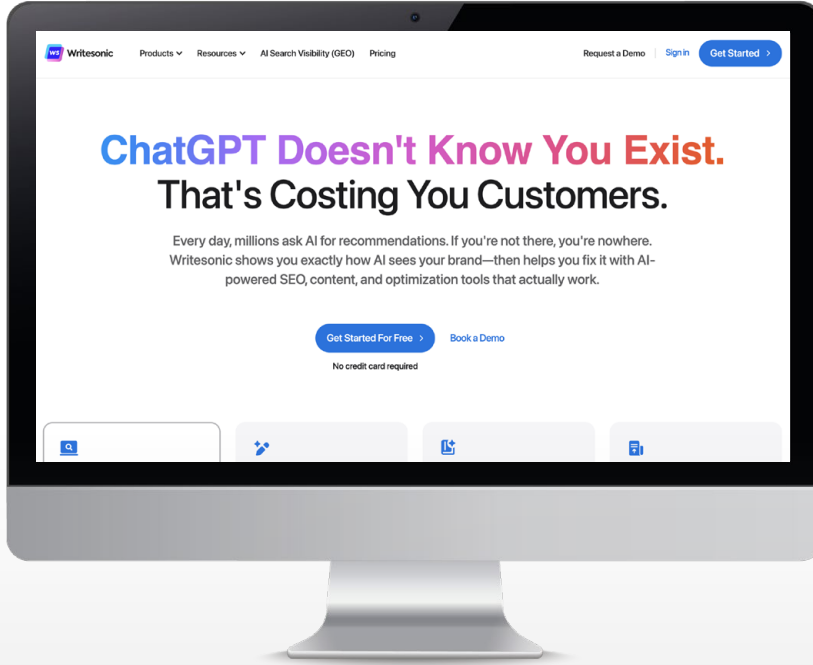 WS Writesonic Products Resources AI Search Visibility (GEO) Pricing Request a Demo Sign in Get Started
ChatGPT Doesn't Know You Exist.
That's Costing You Customers.
Every day, millions ask AI for recommendations. If you're not there, you're nowhere.
Writesonic shows you exactly how AI sees your brand—then helps you fix it with AI-
powered SEO, content, and optimization tools that actually work.
Get Started For Free Book a Demo
No credit card required